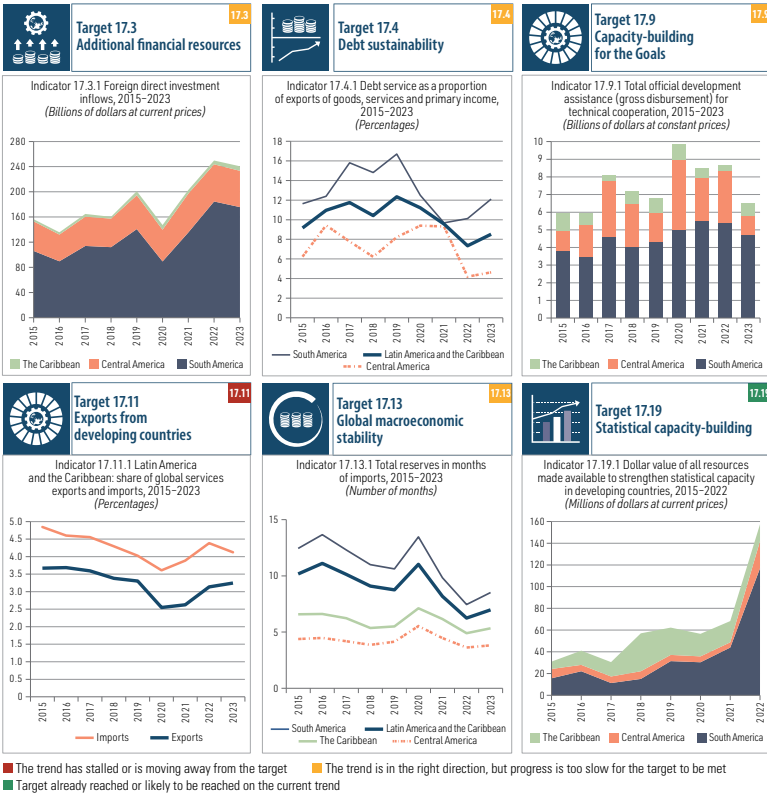 17.3
Target 17.3
Additional financial resources
Indicator 17.3.1 Foreign direct investment
inflows, 2015–2023
(Billions of dollars at current prices)
280
240
200
160
120
80
40
0
2015 2016 2017 2018 2019 2020 2021 2022 2023
The Caribbean Central America South America
17.4
Target 17.4
Debt sustainability
Indicator 17.4.1 Debt service as a proportion
of exports of goods, services and primary income,
2015–2023
(Percentages)
18
16
14
12
10
8
6
4
2
0
2015 2016 2017 2018 2019 2020 2021 2022 2023
South America Latin America and the Caribbean
Central America
17.9
Target 17.9
Capacity-building
for the Goals
Indicator 17.9.1 Total official development
assistance (gross disbursement) for
technical cooperation, 2015–2023
(Billions of dollars at constant prices)
10
9
8
7
6
5
4
3
2
1
0
2015 2016 2017 2018 2019 2020 2021 2022 2023
The Caribbean Central America South America
17.11
Target 17.11
Exports from
developing countries
Indicator 17.11.1 Latin America
and the Caribbean: share of global services
exports and imports, 2015–2023
(Percentages)
5.0
4.5
4.0
3.5
3.0
2.5
2.0
1.5
1.0
0.5
0
2015 2016 2017 2018 2019 2020 2021 2022 2023
Imports Exports
17.13
Target 17.13
Global macroeconomic
stability
Indicator 17.13.1 Total reserves in months
of imports, 2015–2023
(Number of months)
15
10
5
0
2015 2016 2017 2018 2019 2020 2021 2022 2023
South America Latin America and the Caribbean
The Caribbean Central America
17.19
Target 17.19
Statistical capacity-building
Indicator 17.19.1 Dollar value of all resources
made available to strengthen statistical capacity
in developing countries, 2015–2022
(Millions of dollars at current prices)
160
140
120
100
80
60
40
20
0
2015 2016 2017 2018 2019 2020 2021 2022
The Caribbean Central America South America
The trend has stalled or is moving away from the target The trend is in the right direction, but progress is too slow for the target to be met
Target already reached or likely to be reached on the current trend